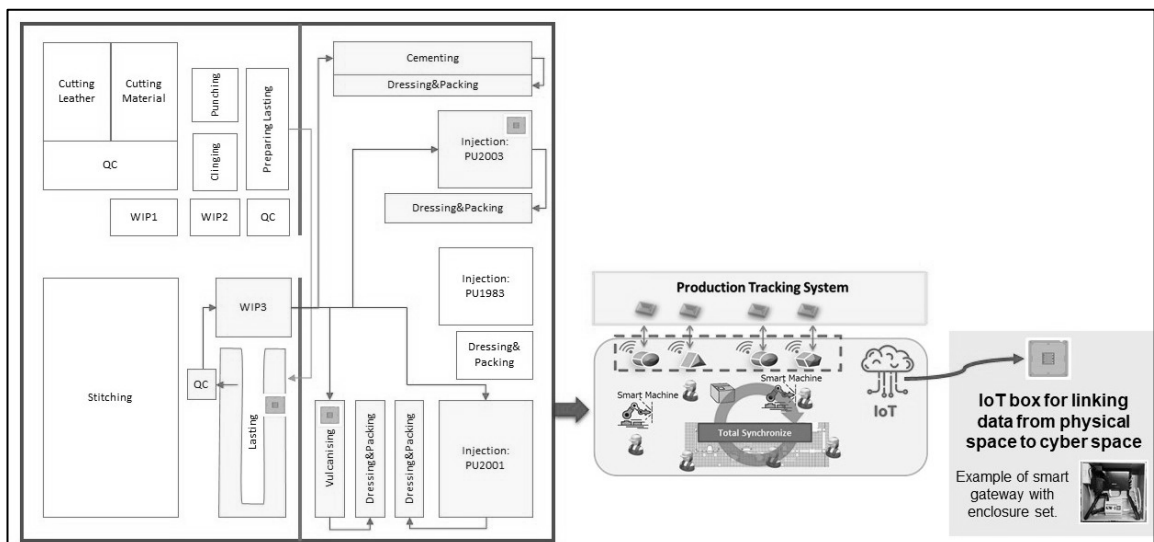 Cutting
Leather
Cutting
Material
QC
Punching
Clinging
Preparing Lasting
WIP1
WIP2
QC
Stitching
WIP3
QC
Lasting
Cementing
Dressing&Packing
Injection:
PU2003
Dressing&Packing
Injection:
PU1983
Dressing&
Packing
Vulcanising
Dressing&Packing
Dressing&Packing
Injection:
PU2001
Production Tracking System
Smart Machine
Smart Machine
Total Synchronize
IoT
IoT box for linking
data from physical
space to cyber space
Example of smart
gateway with
enclosure set.